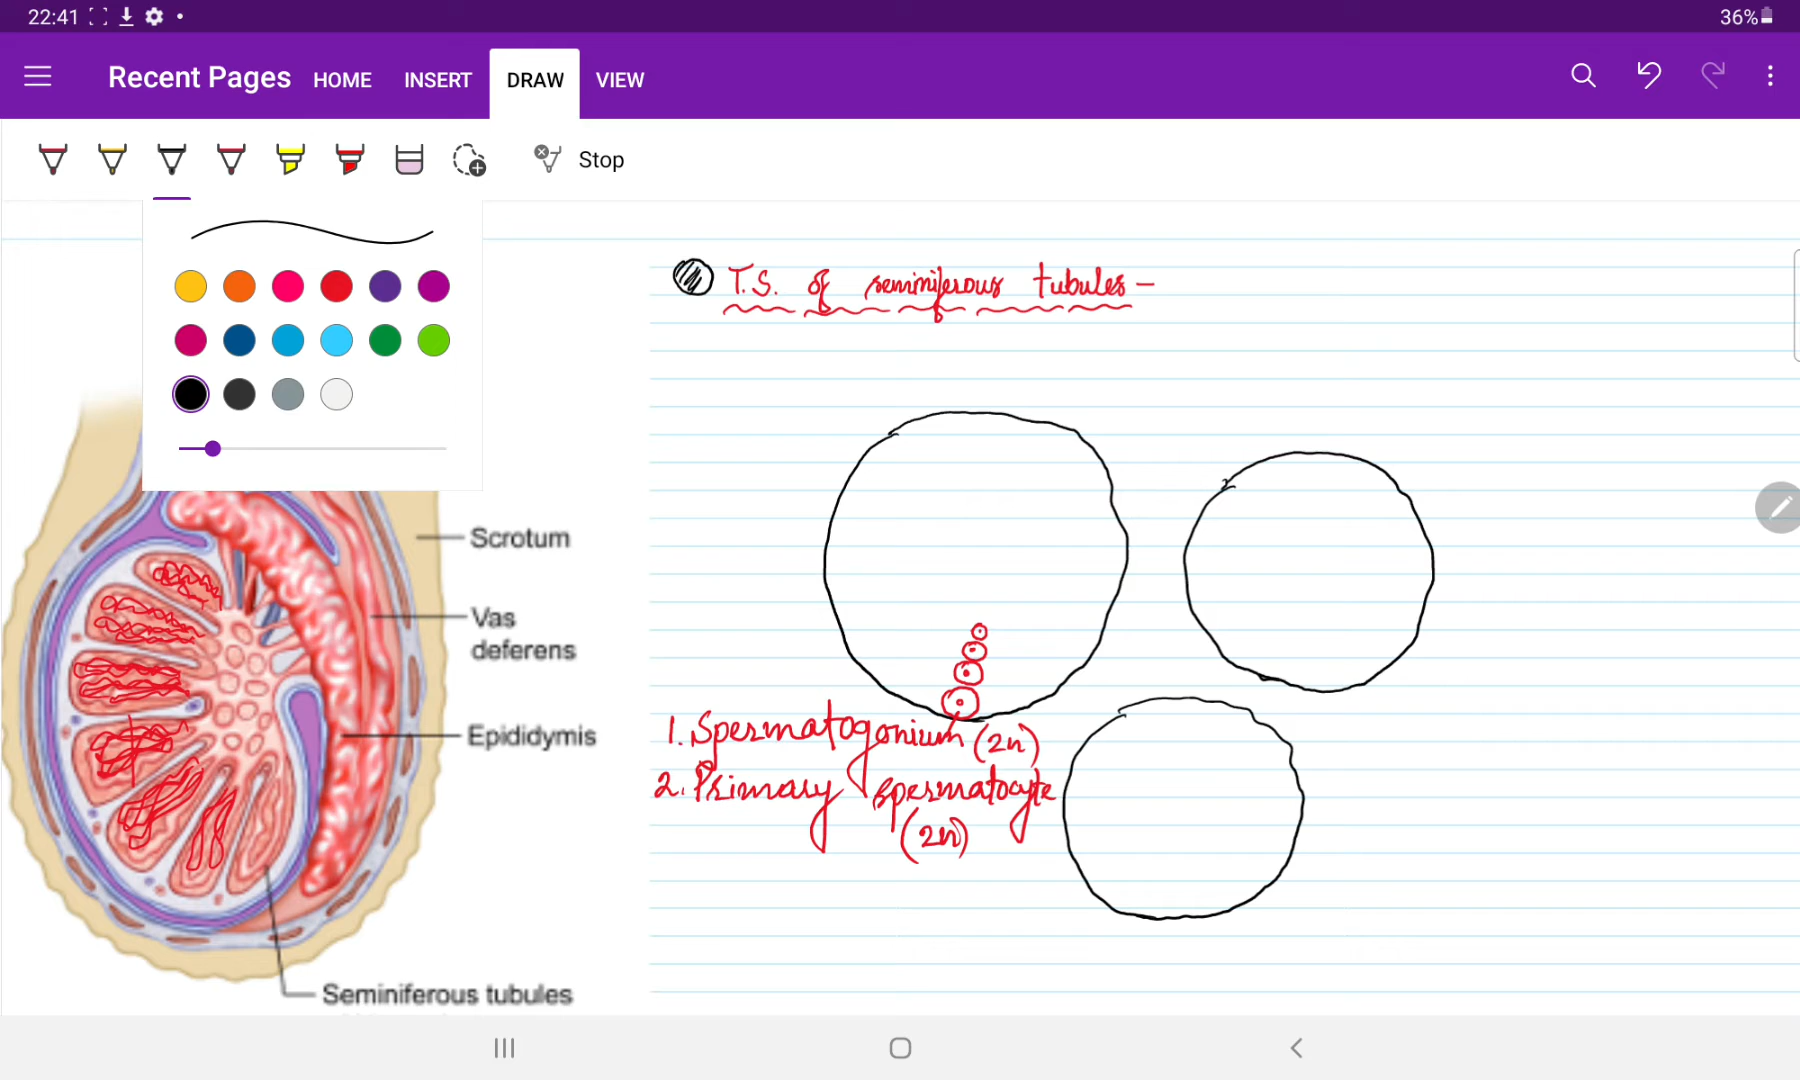 22:41
36%
Recent Pages HOME INSERT DRAW VIEW
Stop
T.S. of seminiferous tubules -
Scrotum
Vas
deferens
Epididymis
Seminiferous tubules
1. Spermatogonium (2n)
2. Primary spermatocyte
(2n)